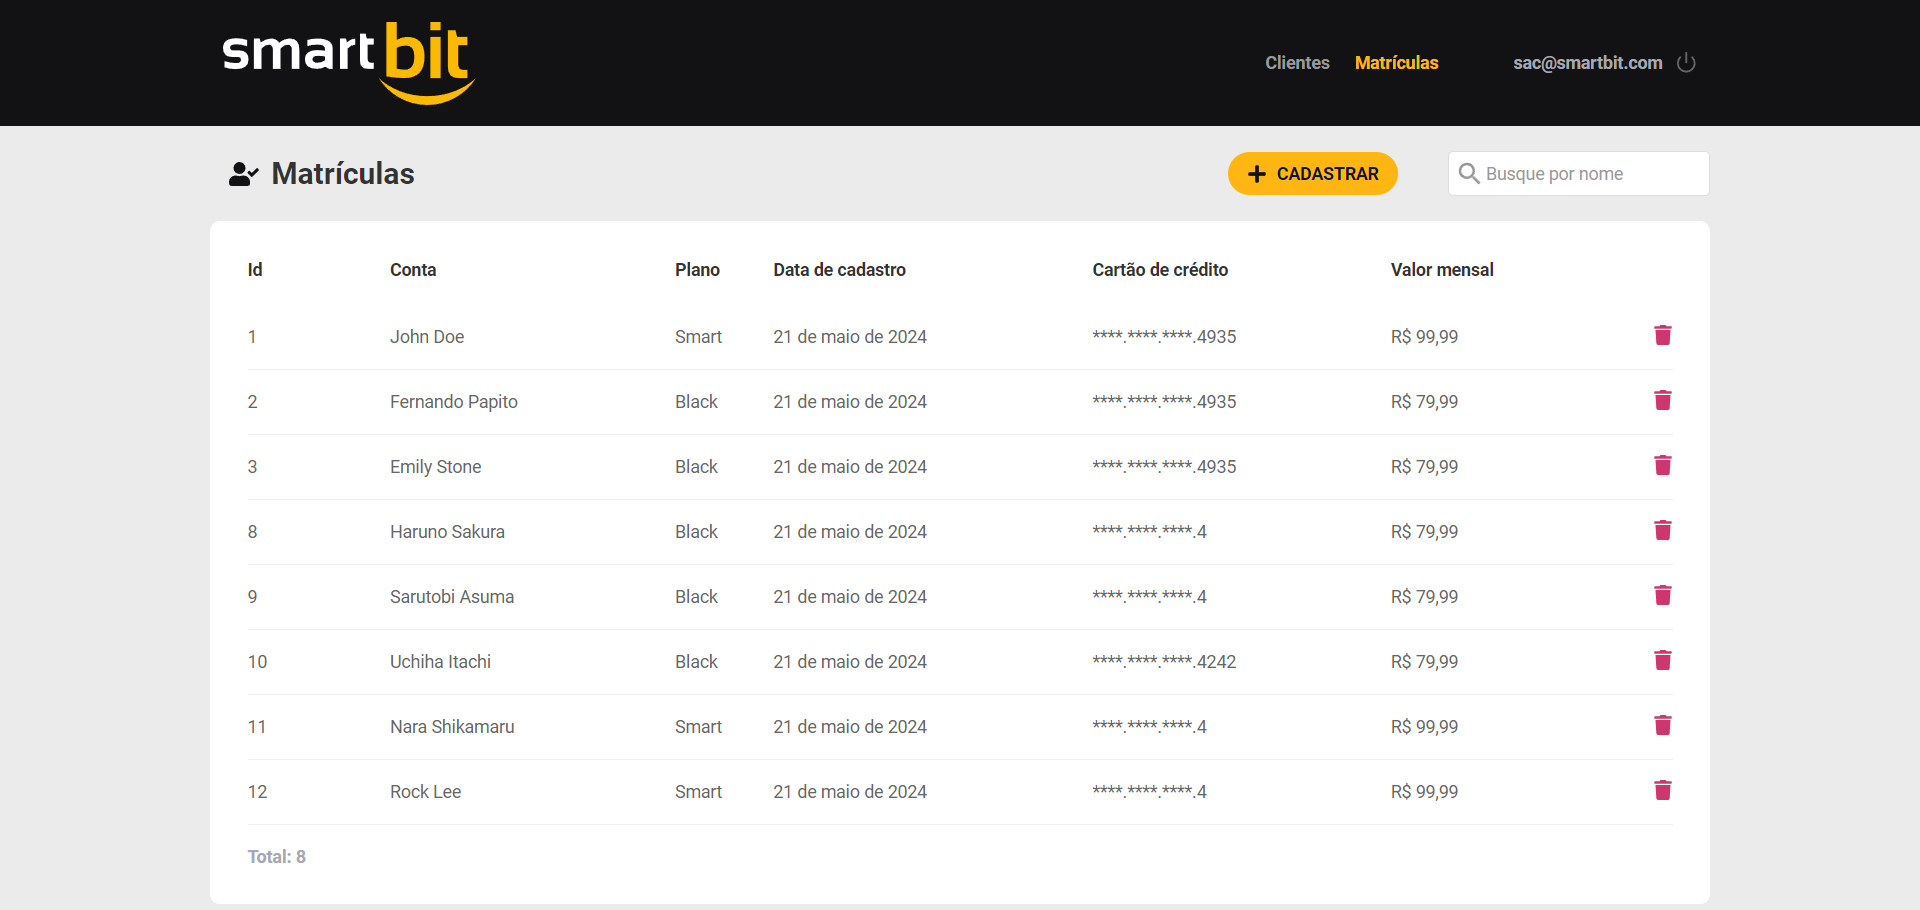 smartbit
Clientes Matrículas sac@smartbit.com
Matrículas CADASTRAR Busque por nome
Id Conta Plano Data de cadastro Cartão de crédito Valor mensal
1 John Doe Smart 21 de maio de 2024 ****.****.****.4935 R$ 99,99
2 Fernando Papito Black 21 de maio de 2024 ****.****.****.4935 R$ 79,99
3 Emily Stone Black 21 de maio de 2024 ****.****.****.4935 R$ 79,99
8 Haruno Sakura Black 21 de maio de 2024 ****.****.****.4 R$ 79,99
9 Sarutobi Asuma Black 21 de maio de 2024 ****.****.****.4 R$ 79,99
10 Uchiha Itachi Black 21 de maio de 2024 ****.****.****.4242 R$ 79,99
11 Nara Shikamaru Smart 21 de maio de 2024 ****.****.****.4 R$ 99,99
12 Rock Lee Smart 21 de maio de 2024 ****.****.****.4 R$ 99,99
Total: 8